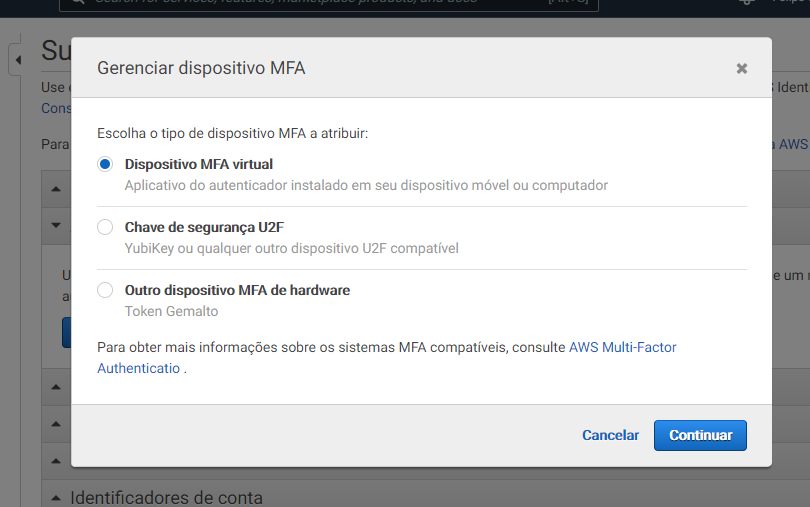 Search for services, features, marketplace products, and docs [Alt+S]
Su
Gerenciar dispositivo MFA
Use
Ident
Cons
Escolha o tipo de dispositivo MFA a atribuir:
Para
AWS
Dispositivo MFA virtual
Aplicativo do autenticador instalado em seu dispositivo móvel ou computador
Chave de segurança U2F
YubiKey ou qualquer outro dispositivo U2F compatível
U
e um
Outro dispositivo MFA de hardware
Token Gemalto
Para obter mais informações sobre os sistemas MFA compatíveis, consulte AWS Multi-Factor
Authenticatio .
Cancelar Continuar
Identificadores de conta